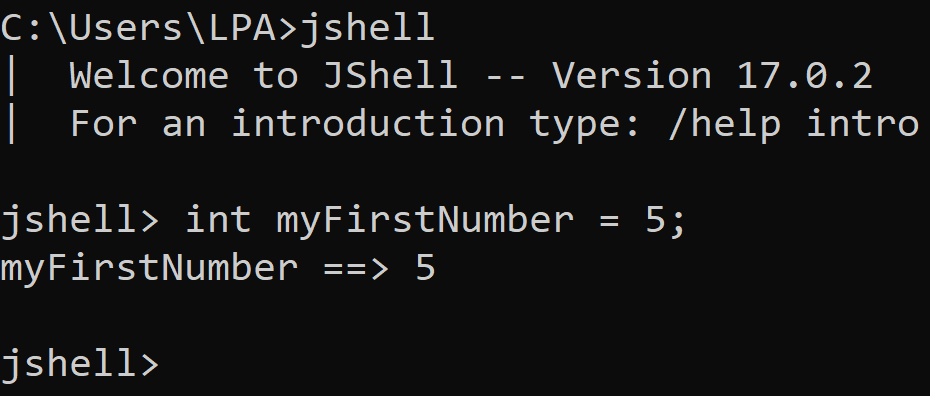 C:\Users\LPA>jshell
|  Welcome to JShell -- Version 17.0.2
|  For an introduction type: /help intro
jshell> int myFirstNumber = 5;
myFirstNumber ==> 5
jshell>